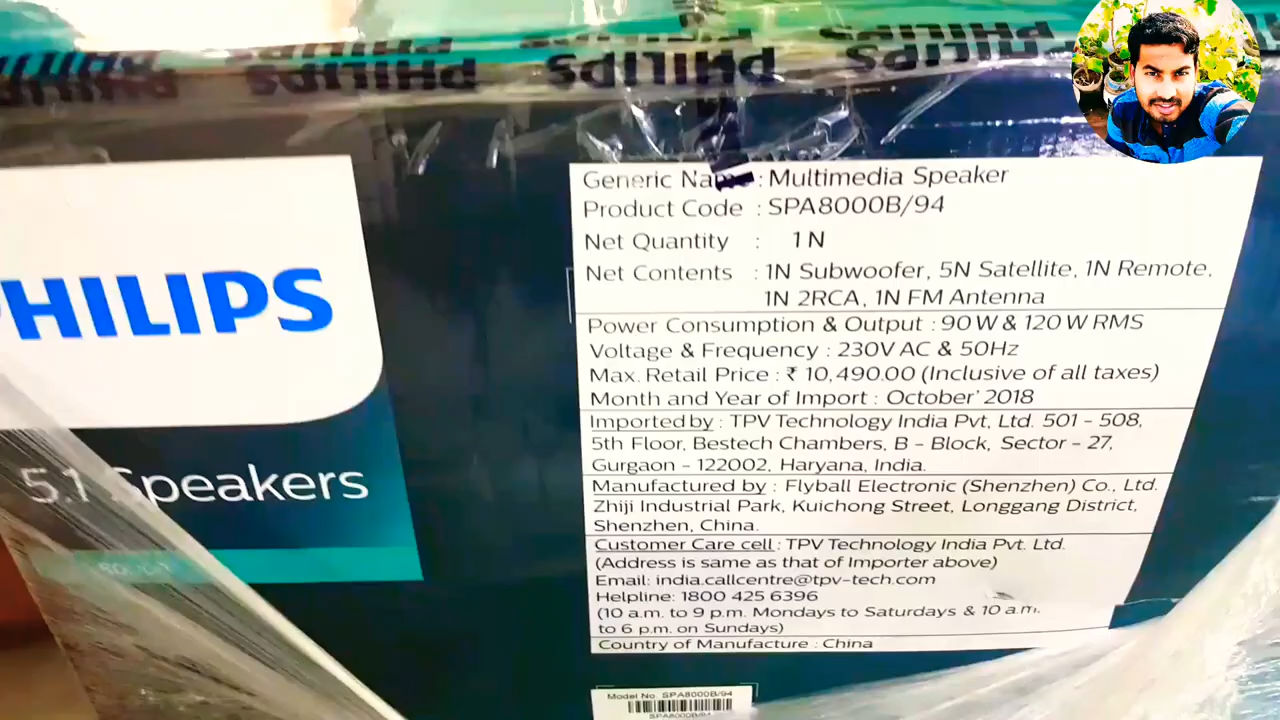 PHILIPS PHILIPS PHILIPS PHILIPS
PHILIPS
5.1 Speakers
Generic Name : Multimedia Speaker
Product Code : SPA8000B/94
Net Quantity : 1 N
Net Contents : 1N Subwoofer, 5N Satellite, 1N Remote,
1N 2RCA, 1N FM Antenna
Power Consumption & Output : 90 W & 120 W RMS
Voltage & Frequency : 230V AC & 50Hz
Max. Retail Price : ₹ 10,490.00 (Inclusive of all taxes)
Month and Year of Import : October' 2018
Imported by : TPV Technology India Pvt, Ltd. 501 - 508,
5th Floor, Bestech Chambers, B - Block, Sector - 27,
Gurgaon - 122002, Haryana, India.
Manufactured by : Flyball Electronic (Shenzhen) Co., Ltd.
Zhiji Industrial Park, Kuichong Street, Longgang District,
Shenzhen, China.
Customer Care cell : TPV Technology India Pvt. Ltd.
(Address is same as that of Importer above)
Email: india.callcentre@tpv-tech.com
Helpline: 1800 425 6396
(10 a.m. to 9 p.m. Mondays to Saturdays & 10 a.m.
to 6 p.m. on Sundays)
Country of Manufacture : China
Model No. SPA8000B/94
SPA8000B/94